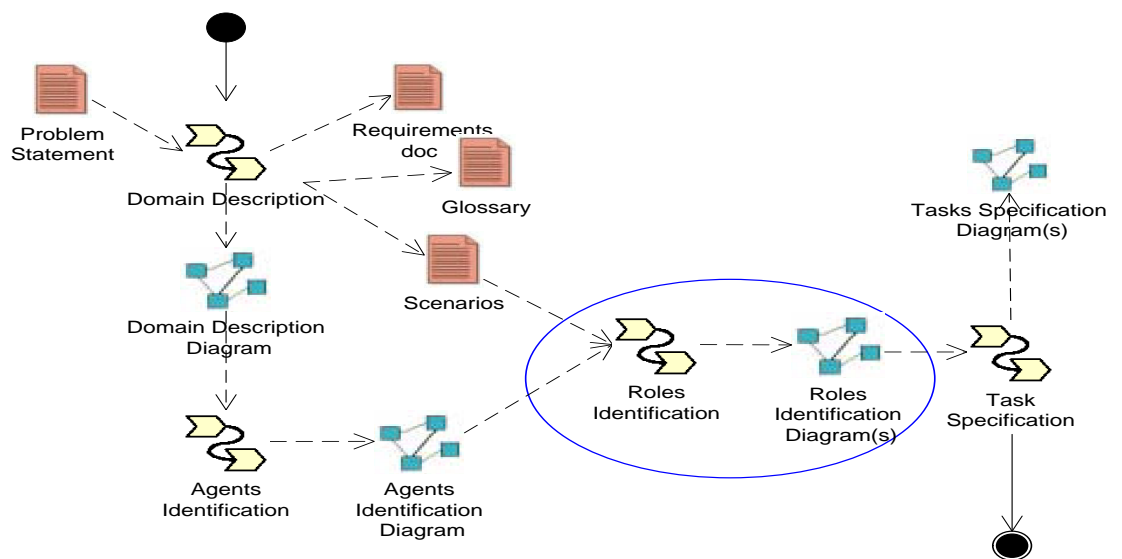 Problem
Statement
Requirements
doc
Domain Description
Glossary
Tasks Specification
Diagram(s)
Scenarios
Domain Description
Diagram
Roles
Identification
Roles
Identification
Diagram(s)
Task
Specification
Agents
Identification
Agents
Identification
Diagram